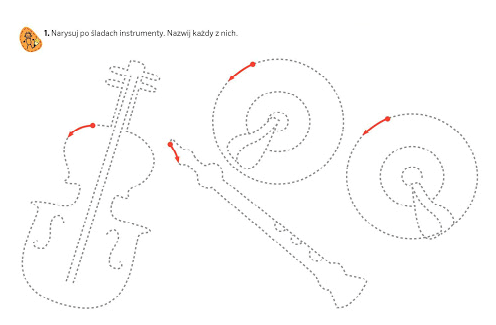 1. Narysuj po śladach instrumenty. Nazwij każdy z nich.